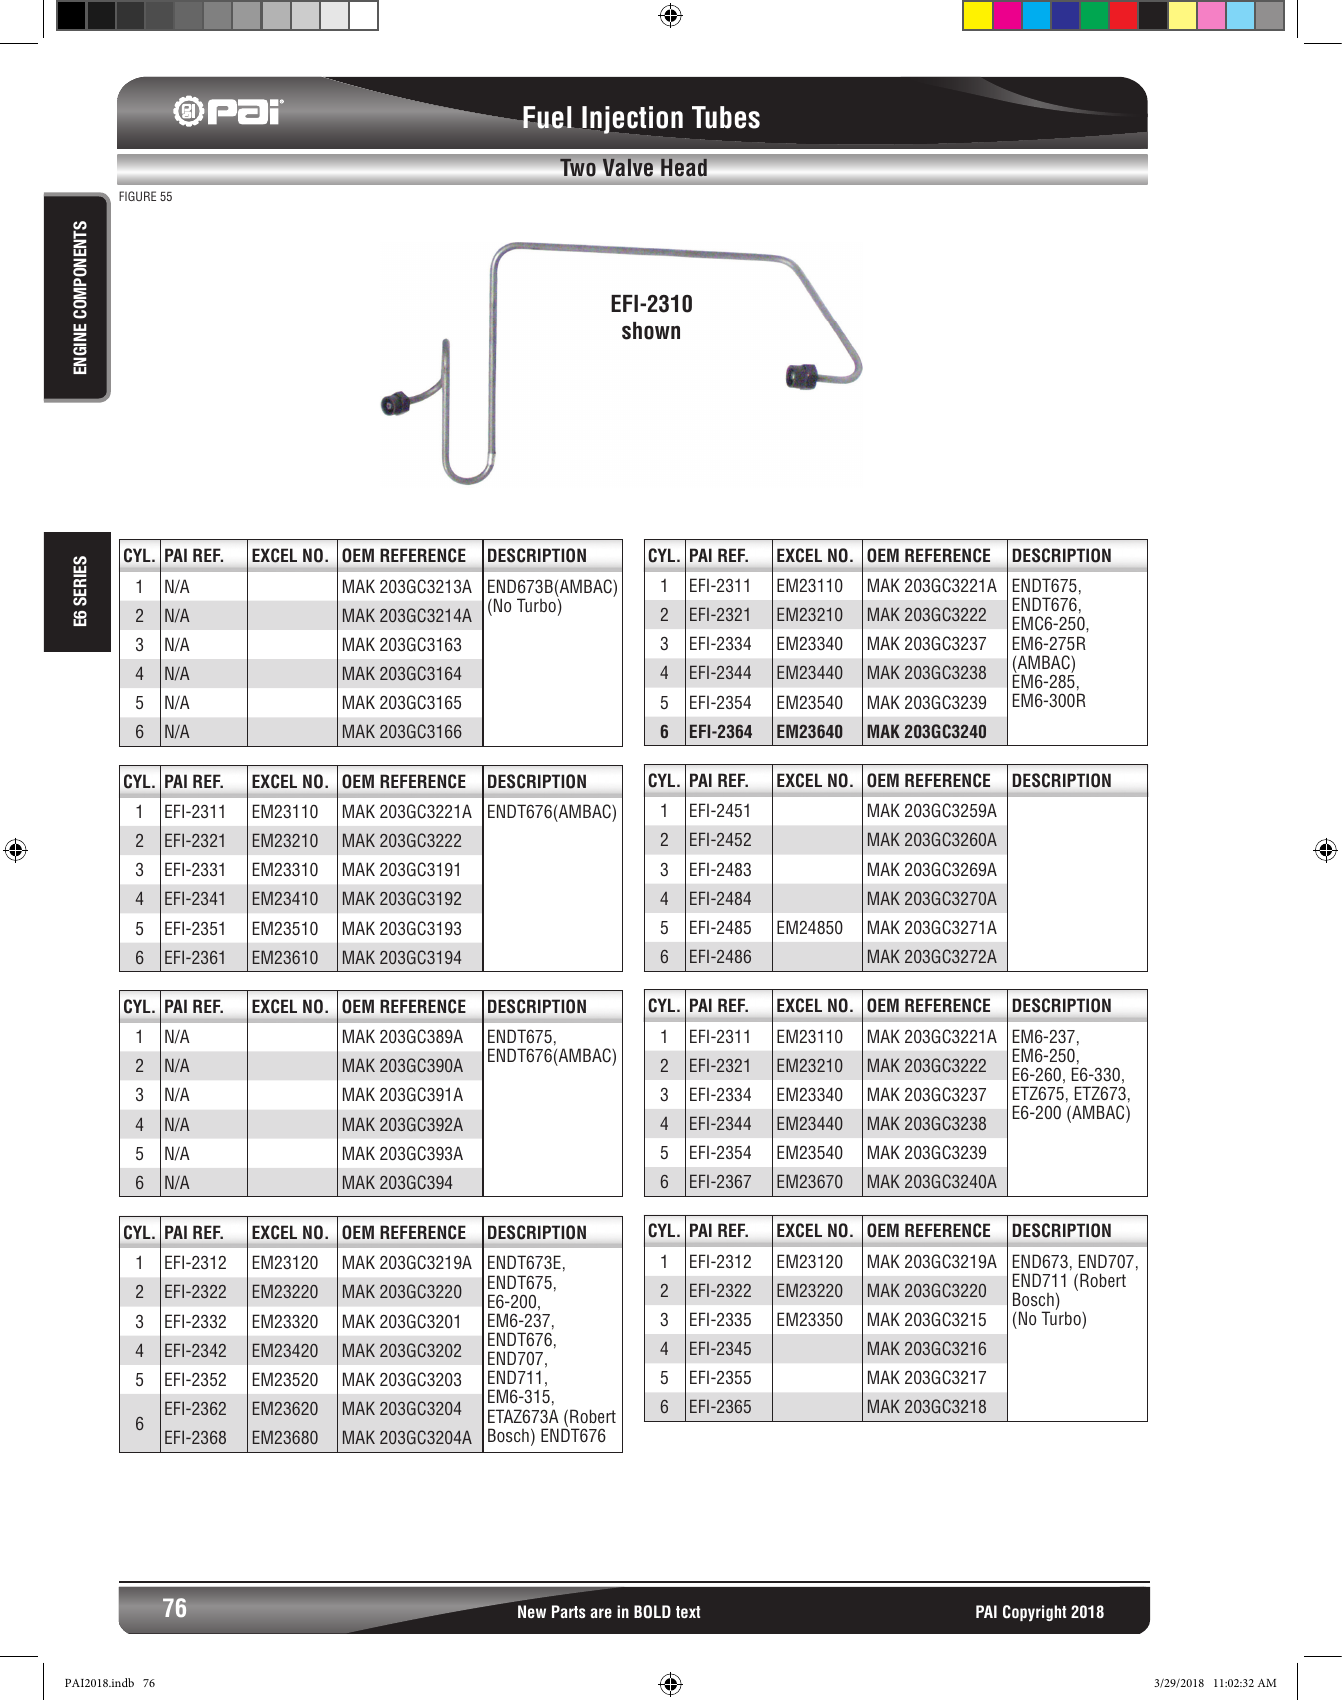 PAI
Fuel Injection Tubes
Two Valve Head
FIGURE 55
ENGINE COMPONENTS
EFI-2310
shown
E6 SERIES
CYL. PAI REF. EXCEL NO. OEM REFERENCE DESCRIPTION
1 N/A MAK 203GC3213A END673B(AMBAC)
(No Turbo)
2 N/A MAK 203GC3214A
3 N/A MAK 203GC3163
4 N/A MAK 203GC3164
5 N/A MAK 203GC3165
6 N/A MAK 203GC3166
CYL. PAI REF. EXCEL NO. OEM REFERENCE DESCRIPTION
1 EFI-2311 EM23110 MAK 203GC3221A ENDT676(AMBAC)
2 EFI-2321 EM23210 MAK 203GC3222
3 EFI-2331 EM23310 MAK 203GC3191
4 EFI-2341 EM23410 MAK 203GC3192
5 EFI-2351 EM23510 MAK 203GC3193
6 EFI-2361 EM23610 MAK 203GC3194
CYL. PAI REF. EXCEL NO. OEM REFERENCE DESCRIPTION
1 N/A MAK 203GC389A ENDT675,
ENDT676(AMBAC)
2 N/A MAK 203GC390A
3 N/A MAK 203GC391A
4 N/A MAK 203GC392A
5 N/A MAK 203GC393A
6 N/A MAK 203GC394
CYL. PAI REF. EXCEL NO. OEM REFERENCE DESCRIPTION
1 EFI-2312 EM23120 MAK 203GC3219A
2 EFI-2322 EM23220 MAK 203GC3220
3 EFI-2332 EM23320 MAK 203GC3201
4 EFI-2342 EM23420 MAK 203GC3202
5 EFI-2352 EM23520 MAK 203GC3203
6 EFI-2362 EM23620 MAK 203GC3204
EFI-2368 EM23680 MAK 203GC3204A
ENDT673E,
ENDT675,
E6-200,
EM6-237,
ENDT676,
END707,
END711,
EM6-315,
ETAZ673A (Robert
Bosch) ENDT676
CYL. PAI REF. EXCEL NO. OEM REFERENCE DESCRIPTION
1 EFI-2311 EM23110 MAK 203GC3221A
2 EFI-2321 EM23210 MAK 203GC3222
3 EFI-2334 EM23340 MAK 203GC3237
4 EFI-2344 EM23440 MAK 203GC3238
5 EFI-2354 EM23540 MAK 203GC3239
6 EFI-2364 EM23640 MAK 203GC3240
ENDT675,
ENDT676,
EMC6-250,
EM6-275R
(AMBAC)
EM6-285,
EM6-300R
CYL. PAI REF. EXCEL NO. OEM REFERENCE DESCRIPTION
1 EFI-2451 MAK 203GC3259A
2 EFI-2452 MAK 203GC3260A
3 EFI-2483 MAK 203GC3269A
4 EFI-2484 MAK 203GC3270A
5 EFI-2485 EM24850 MAK 203GC3271A
6 EFI-2486 MAK 203GC3272A
CYL. PAI REF. EXCEL NO. OEM REFERENCE DESCRIPTION
1 EFI-2311 EM23110 MAK 203GC3221A
2 EFI-2321 EM23210 MAK 203GC3222
3 EFI-2334 EM23340 MAK 203GC3237
4 EFI-2344 EM23440 MAK 203GC3238
5 EFI-2354 EM23540 MAK 203GC3239
6 EFI-2367 EM23670 MAK 203GC3240A
EM6-237,
EM6-250,
E6-260, E6-330,
ETZ675, ETZ673,
E6-200 (AMBAC)
CYL. PAI REF. EXCEL NO. OEM REFERENCE DESCRIPTION
1 EFI-2312 EM23120 MAK 203GC3219A
2 EFI-2322 EM23220 MAK 203GC3220
3 EFI-2335 EM23350 MAK 203GC3215
4 EFI-2345 MAK 203GC3216
5 EFI-2355 MAK 203GC3217
6 EFI-2365 MAK 203GC3218
END673, END707,
END711 (Robert
Bosch)
(No Turbo)
76
New Parts are in BOLD text
PAI Copyright 2018
PAI2018.indb 76
3/29/2018 11:02:32 AM